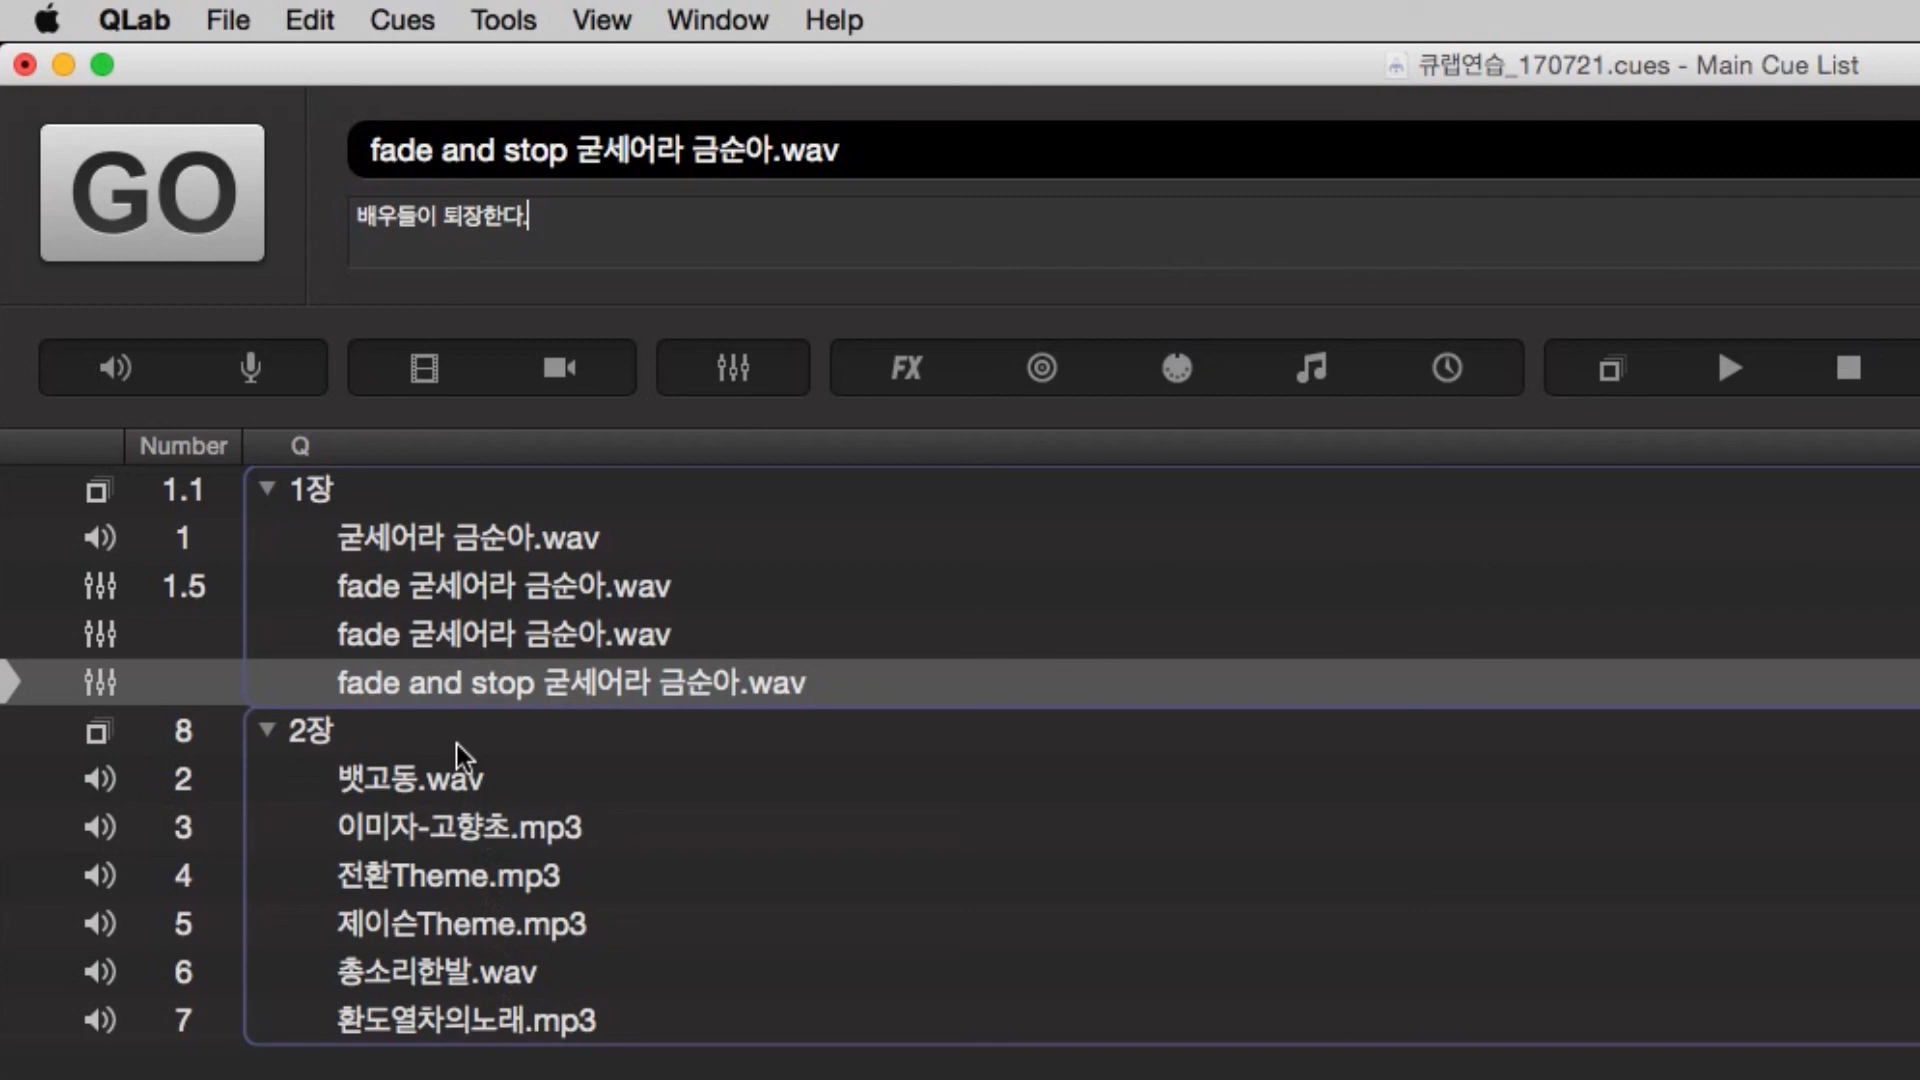 QLab File Edit Cues Tools View Window Help
큐랩연습_170721.cues - Main Cue List
GO
fade and stop 굳세어라 금순아.wav
배우들이 퇴장한다.
FX
Number Q
1.1 1장
1 굳세어라 금순아.wav
1.5 fade 굳세어라 금순아.wav
fade 굳세어라 금순아.wav
fade and stop 굳세어라 금순아.wav
8 2장
2 뱃고동.wav
3 이미자-고향초.mp3
4 전환Theme.mp3
5 제이슨Theme.mp3
6 총소리한발.wav
7 환도열차의노래.mp3